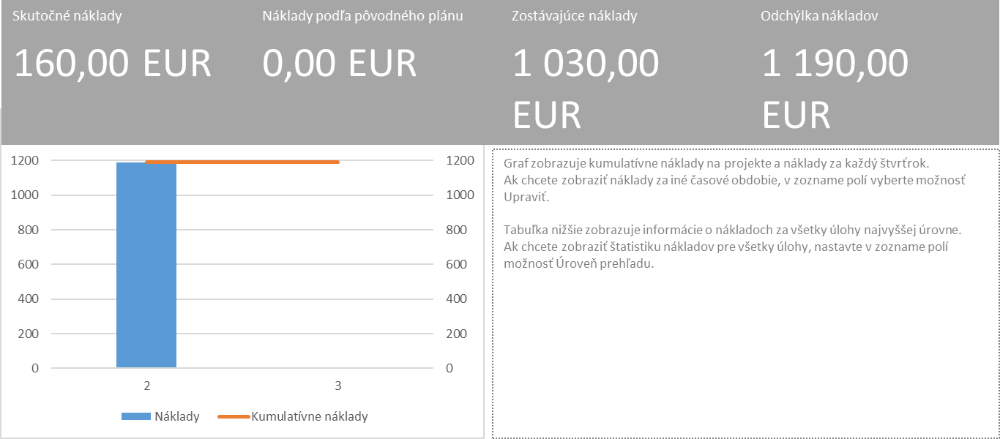 Skutočné náklady
160,00 EUR
Náklady podľa pôvodného plánu
0,00 EUR
Zostávajúce náklady
1 030,00
EUR
Odchýlka nákladov
1 190,00
EUR
1200
1000
800
600
400
200
0
1200
1000
800
600
400
200
0
2
3
Náklady
Kumulatívne náklady
Graf zobrazuje kumulatívne náklady na projekte a náklady za každý štvrťrok.
Ak chcete zobraziť náklady za iné časové obdobie, v zozname polí vyberte možnosť
Upraviť.
Tabuľka nižšie zobrazuje informácie o nákladoch za všetky úlohy najvyššej úrovne.
Ak chcete zobraziť štatistiku nákladov pre všetky úlohy, nastavte v zozname polí
možnosť Úroveň prehľadu.